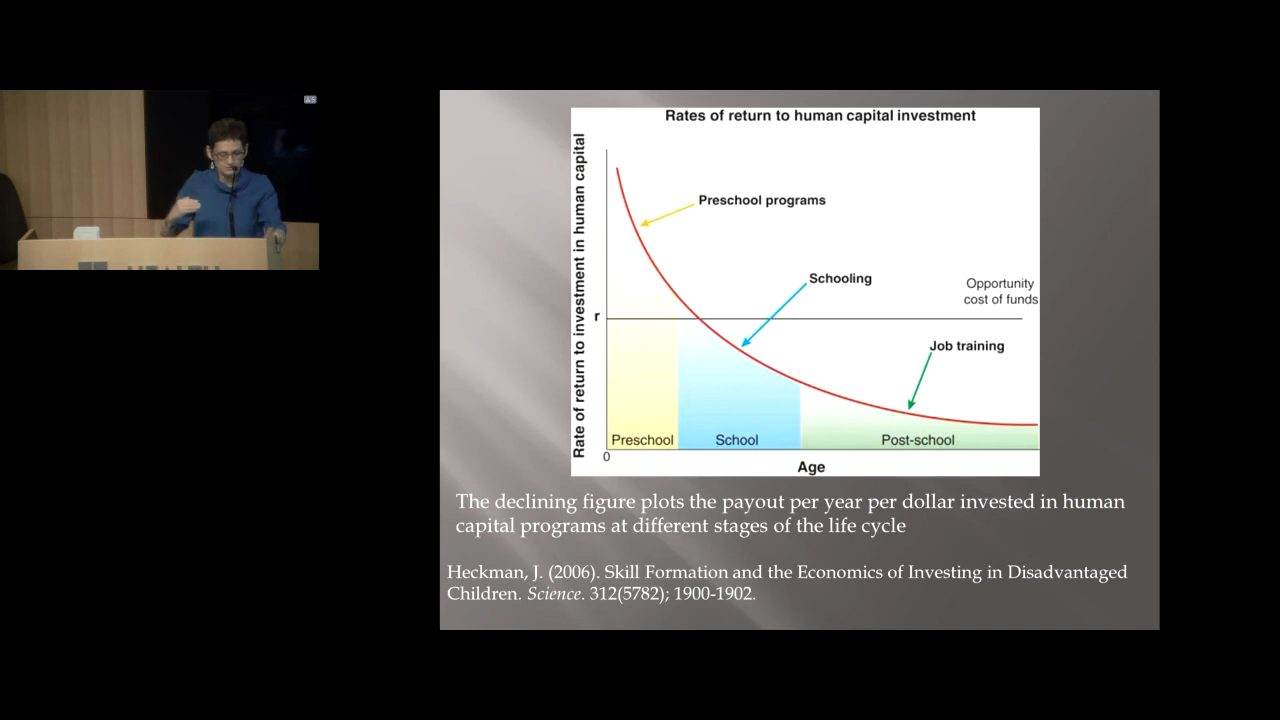 Rates of return to human capital investment
Rate of return to investment in human capital
Preschool programs
Schooling
Opportunity
cost of funds
r
Job training
Preschool
School
Post-school
0
Age
The declining figure plots the payout per year per dollar invested in human
capital programs at different stages of the life cycle
Heckman, J. (2006). Skill Formation and the Economics of Investing in Disadvantaged
Children. Science. 312(5782); 1900-1902.